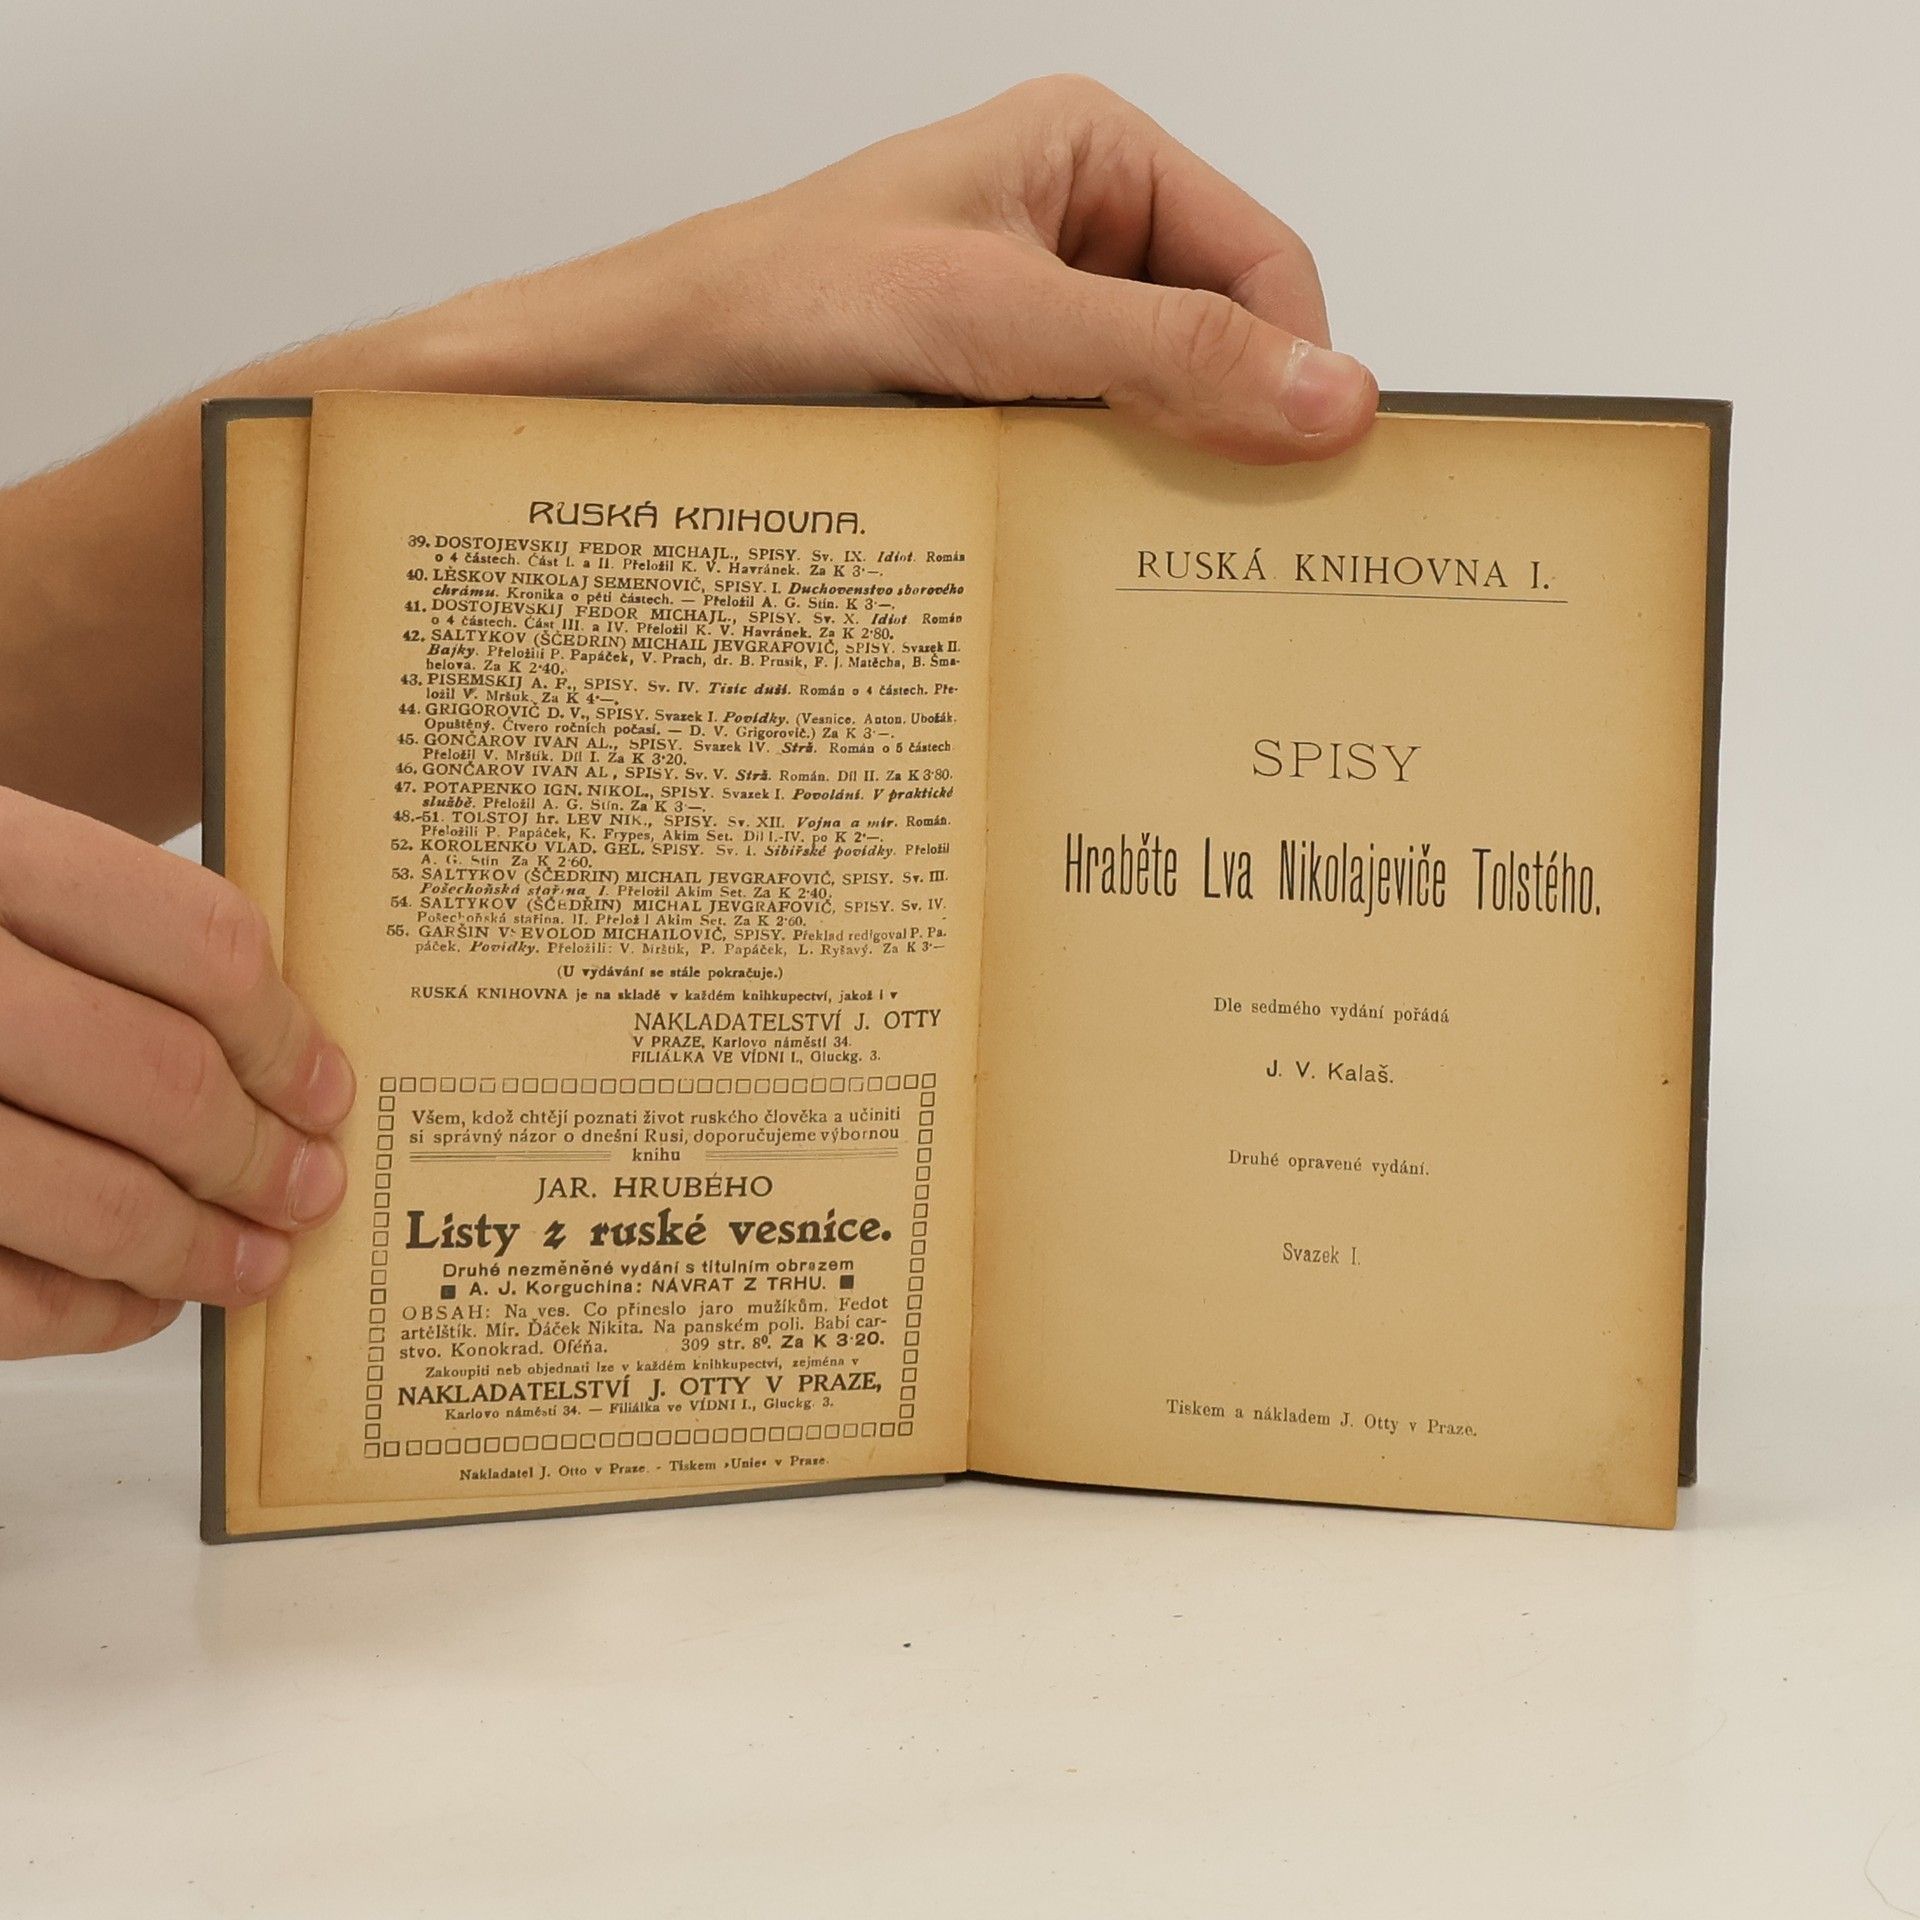 RUSKÁ KNIHOVNA.
39. DOSTOJEVSKIJ FEDOR MICHAJL., SPISY. Sv. IX. Idiot. Román
o 4 částech. Část I. a II. Přeložil K. V. Havránek. Za K 3·—.
40. LĚSKOV NIKOLAJ SEMENOVIČ, SPISY. I. Duchovenstvo sborového
chrámu. Kronika o pěti částech. — Přeložil A. G. Stín. K 3·—.
41. DOSTOJEVSKIJ FEDOR MICHAJL., SPISY. Sv. X. Idiot. Román
o 4 částech. Část III. a IV. Přeložil K. V. Havránek. Za K 2·80.
42. SALTYKOV (ŠČEDRIN) MICHAIL JEVGRAFOVIČ, SPISY. Svazek II.
Bajky. Přeložili P. Papáček, V. Prach, dr. B. Prusík, F. J. Matěcha, B. Šma-
helova. Za K 2·40.
43. PISEMSKIJ A. F., SPISY. Sv. IV. Tisíc duší. Román o 4 částech. Pře-
ložil V. Mrštík. Za K 4·—.
44. GRIGOROVIČ D. V., SPISY. Svazek I. Povídky. (Vesnice. Anton. Ubožák.
Opuštěný. Čtvero ročních počasí. — D. V. Grigorovič.) Za K 3·—.
45. GONČAROV IVAN AL., SPISY. Svazek IV. Strž. Román o 5 částech
Přeložil V. Mrštík. Díl I. Za K 3·20.
46. GONČAROV IVAN AL, SPISY. Sv. V. Strž. Román. Díl II. Za K 3·80.
47. POTAPENKO IGN. NIKOL., SPISY. Svazek I. Povolání. V praktické
službě. Přeložil A. G. Stín. Za K 3·—.
48.-51. TOLSTOJ hr. LEV NIK., SPISY. Sv. XII. Vojna a mír. Román.
Přeložili P. Papáček, K. Frypes, Akim Set. Díl I.-IV. po K 2·—.
52. KOROLENKO VLAD. GEL. SPISY. Sv. I. Sibiřské povídky. Přeložil
A. G. Stín Za K 2·60.
53. SALTYKOV (ŠČEDRIN) MICHAIL JEVGRAFOVIČ, SPISY. Sv. III.
Pošechoňská stařina I. Přeložil Akim Set. Za K 2·40.
54. SALTYKOV (ŠČEDŘIN) MICHAL JEVGRAFOVIČ, SPISY. Sv. IV.
Pošechoňská stařina. II. Přeložil Akim Set. Za K 2·60.
55. GARŠIN VSEVOLOD MICHAILOVIČ, SPISY. Překlad redigoval P. Pa-
páček. Povídky. Přeložili: V. Mrštík, P. Papáček, L. Ryšavý. Za K 3·—
(U vydávání se stále pokračuje.)
RUSKÁ KNIHOVNA je na skladě v každém knihkupectví, jakož i v
NAKLADATELSTVÍ J. OTTY
V PRAZE, Karlovo náměstí 34.
FILIÁLKA VE VÍDNI I., Gluckg. 3.
Všem, kdož chtějí poznati život ruského člověka a učiniti
si správný názor o dnešní Rusi, doporučujeme výbornou
knihu
JAR. HRUBÉHO
Listy z ruské vesnice.
Druhé nezměněné vydání s titulním obrazem
■ A. J. Korguchina: NÁVRAT Z TRHU. ■
OBSAH: Na ves. Co přineslo jaro mužíkům. Fedot
artělštík. Mír. Ďáček Nikita. Na panském poli. Babí car-
stvo. Konokrad. Oféňa. 309 str. 8⁰. Za K 3·20.
Zakoupiti neb objednati lze v každém knihkupectví, zejména v
NAKLADATELSTVÍ J. OTTY V PRAZE,
Karlovo náměstí 34. — Filiálka ve VÍDNI I., Gluckg. 3.
Nakladatel J. Otto v Praze. - Tiskem »Unie« v Praze.
RUSKÁ KNIHOVNA I.
SPISY
Hraběte Lva Nikolajeviče Tolstého.
Dle sedmého vydání pořádá
J. V. Kalaš.
Druhé opravené vydání.
Svazek I.
Tiskem a nákladem J. Otty v Praze.